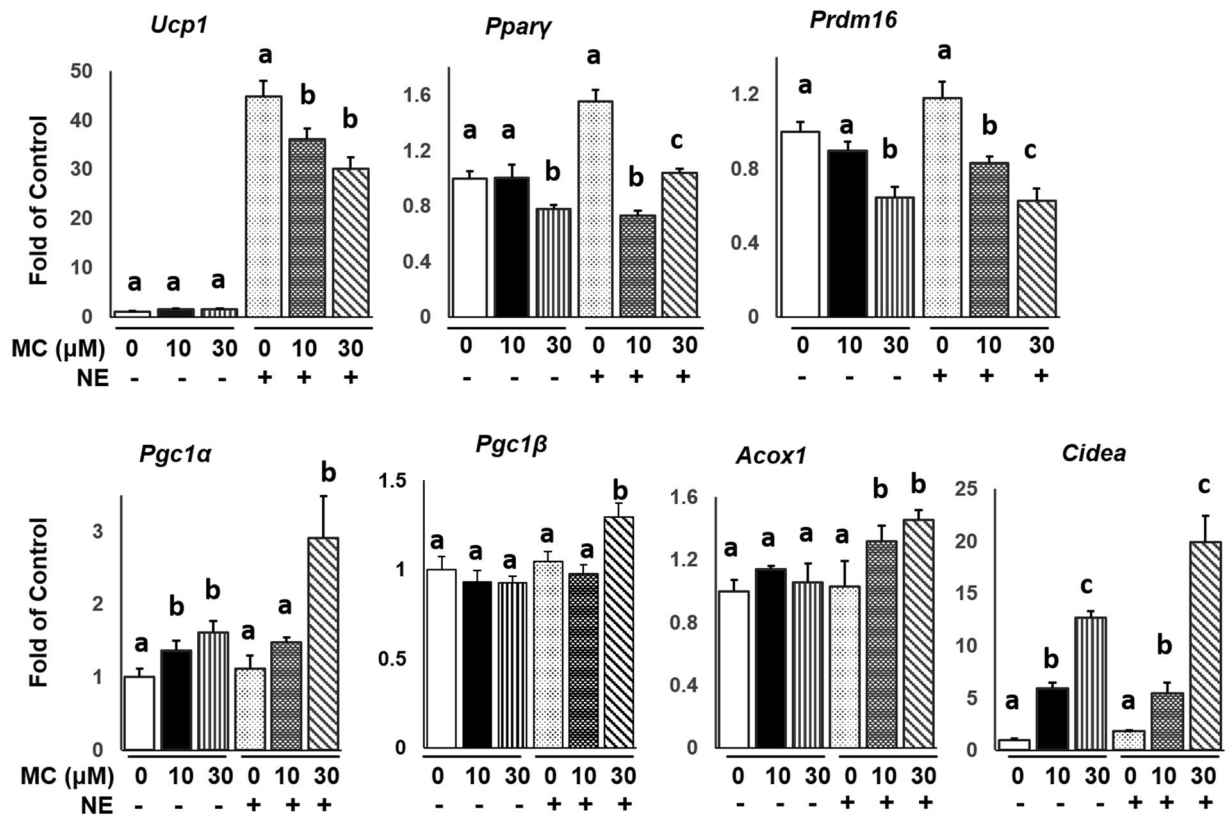 Ucp1
Fold of Control
50
40
30
20
10
0
a a a a b b
MC (µM) 0 10 30 0 10 30
NE - - - + + +
Pparγ
1.6
1.2
0.8
0.4
0
a a b a b c
0 10 30 0 10 30
- - - + + +
Prdm16
1.2
0.8
0.4
0
a a b a b c
0 10 30 0 10 30
- - - + + +
Pgc1α
Fold of Control
3
2
1
0
a b b a a b
MC (µM) 0 10 30 0 10 30
NE - - - + + +
Pgc1β
1.5
1
0.5
0
a a a a a b
0 10 30 0 10 30
- - - + + +
Acox1
1.6
1.2
0.8
0.4
0
a a a a b b
0 10 30 0 10 30
- - - + + +
Cidea
25
20
15
10
5
0
a b c a b c
0 10 30 0 10 30
- - - + + +